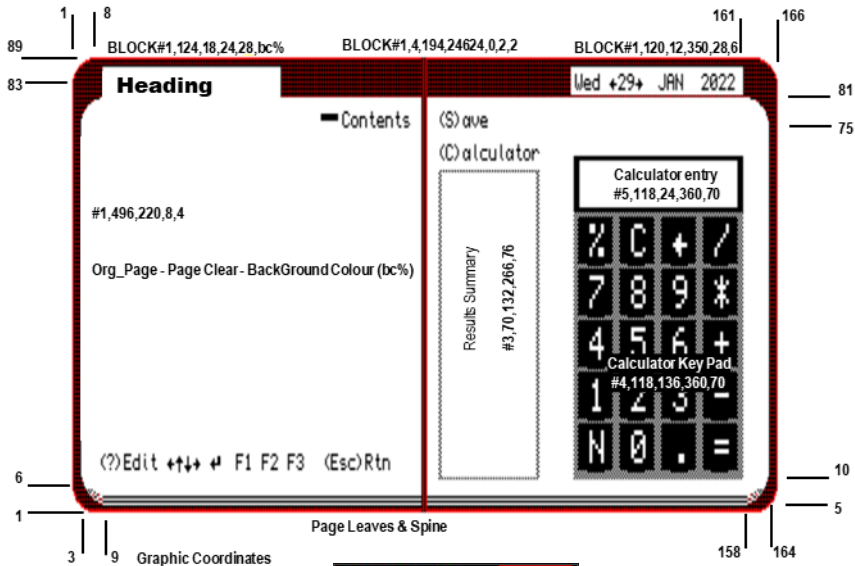 1 8 161 166
89 BLOCK#1,124,18,24,28,bc% BLOCK#1,4,194,24624,0,2,2 BLOCK#1,120,12,350,28,6
83 Heading Wed ←29→ JAN 2022 81
Contents (S)ave 75
(C)alculator
Calculator entry
#5,118,24,360,70
#1,496,220,8,4
% C ← /
Org_Page - Page Clear - BackGround Colour (bc%)
Results Summary
#3,70,132,266,76
7 8 9 *
4 5 6 +
Calculator Key Pad
#4,118,136,360,70
1 2 3 -
N 0 . =
(?)Edit ←↑↓→ ↵ F1 F2 F3 (Esc)Rtn
6 10
1 5
Page Leaves & Spine
3 9 Graphic Coordinates 158 164